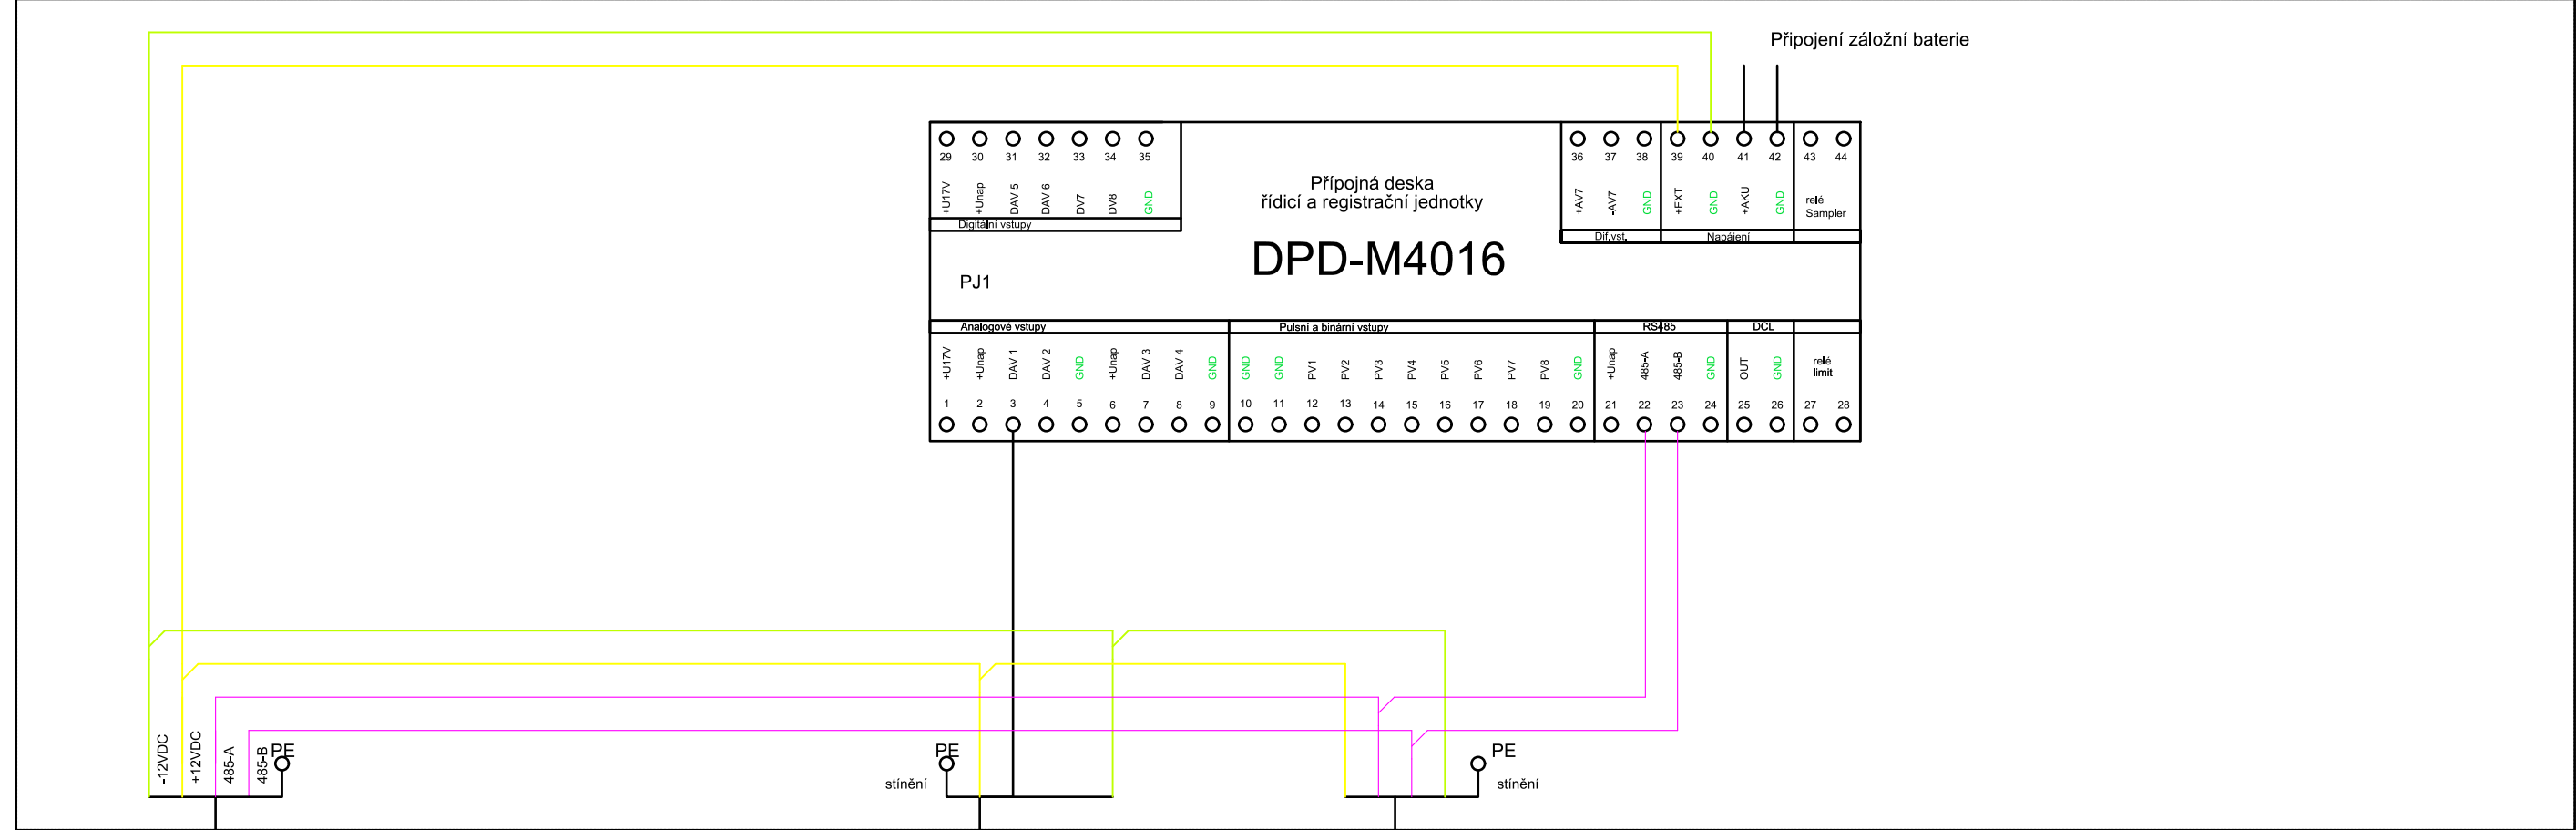 Připojení záložní baterie
29 30 31 32 33 34 35
+U17V +Unap DAV 5 DAV 6 DV7 DV8 GND
Digitální vstupy
Přípojná deska
řídicí a registrační jednotky
DPD-M4016
36 37 38 39 40 41 42 43 44
+AV7 -AV7 GND +EXT GND +AKU GND
relé
Sampler
Dif.vst. Napájení
PJ1
Analogové vstupy Pulsní a binární vstupy RS485 DCL
+U17V +Unap DAV 1 DAV 2 GND +Unap DAV 3 DAV 4 GND GND GND PV1 PV2 PV3 PV4 PV5 PV6 PV7 PV8 GND +Unap 485-A 485-B GND OUT GND
relé
limit
1 2 3 4 5 6 7 8 9 10 11 12 13 14 15 16 17 18 19 20 21 22 23 24 25 26 27 28
-12VDC
+12VDC
485-A
485-B
PE
PE
stínění
PE
stínění